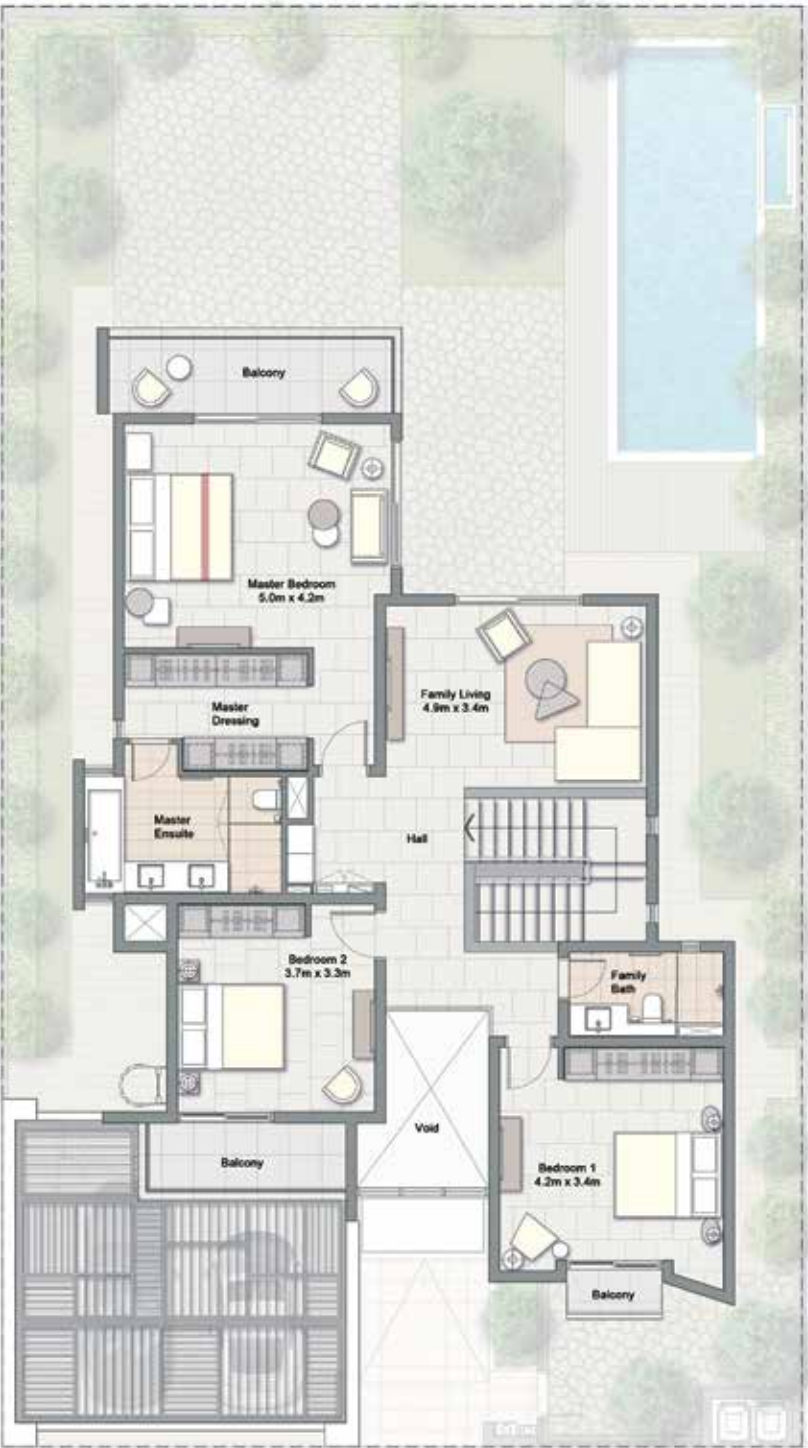 Balcony
Master Bedroom
5.0m x 4.2m
Family Living
4.9m x 3.4m
Master
Dressing
Master
Ensuite
Hall
Bedroom 2
3.7m x 3.3m
Family
Bath
Void
Balcony
Bedroom 1
4.2m x 3.4m
Balcony